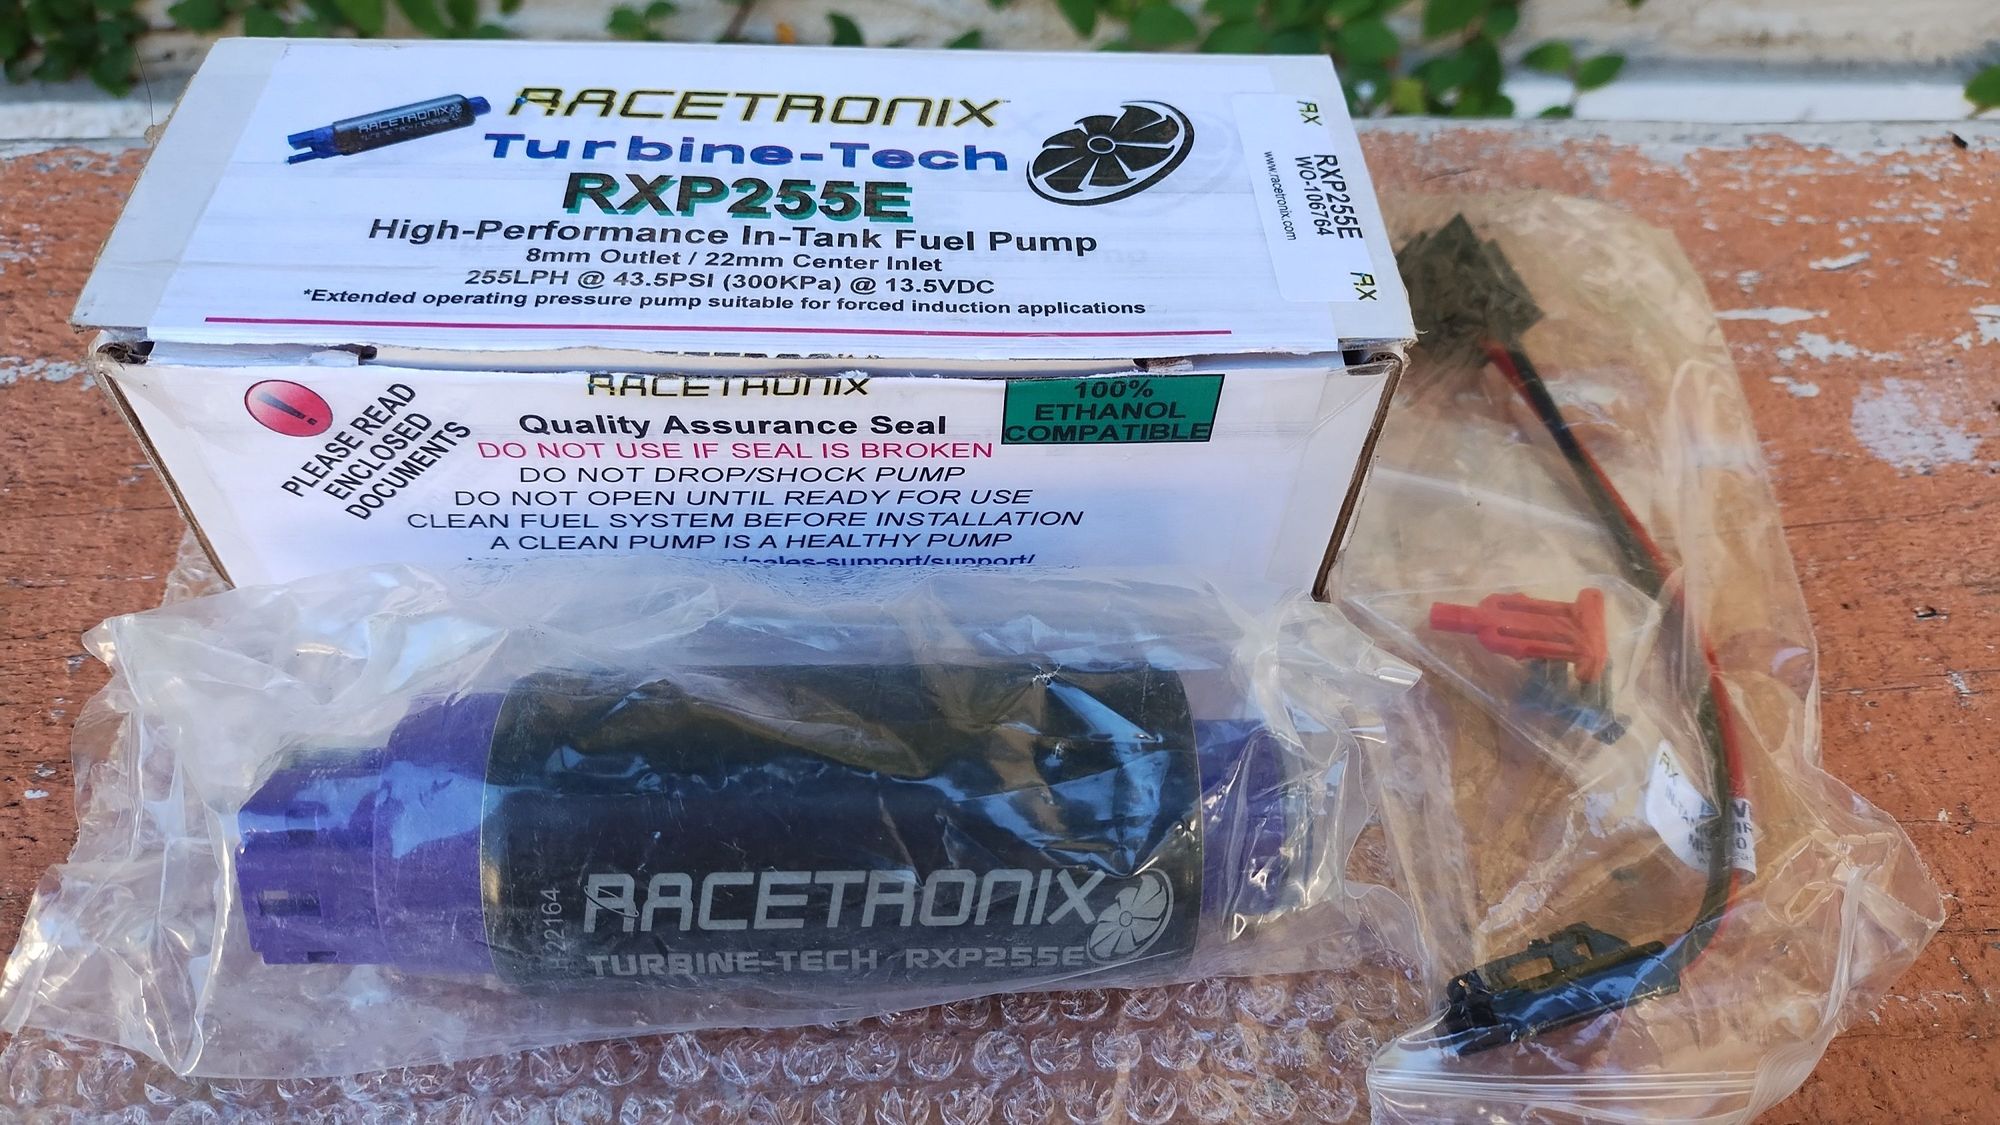 RACETRONIX
RACETRONIX™
Turbine-Tech
RXP255E
High-Performance In-Tank Fuel Pump
8mm Outlet / 22mm Center Inlet
255LPH @ 43.5PSI (300KPa) @ 13.5VDC
*Extended operating pressure pump suitable for forced induction applications
RX
RXP255E
WO-106764
www.racetronix.com
RX
PLEASE READ
ENCLOSED
DOCUMENTS
RACETRONIX
Quality Assurance Seal
DO NOT USE IF SEAL IS BROKEN
DO NOT DROP/SHOCK PUMP
DO NOT OPEN UNTIL READY FOR USE
CLEAN FUEL SYSTEM BEFORE INSTALLATION
A CLEAN PUMP IS A HEALTHY PUMP
/sales-support/support/
100%
ETHANOL
COMPATIBLE
22164
RACETRONIX
TURBINE-TECH RXP255E
RX